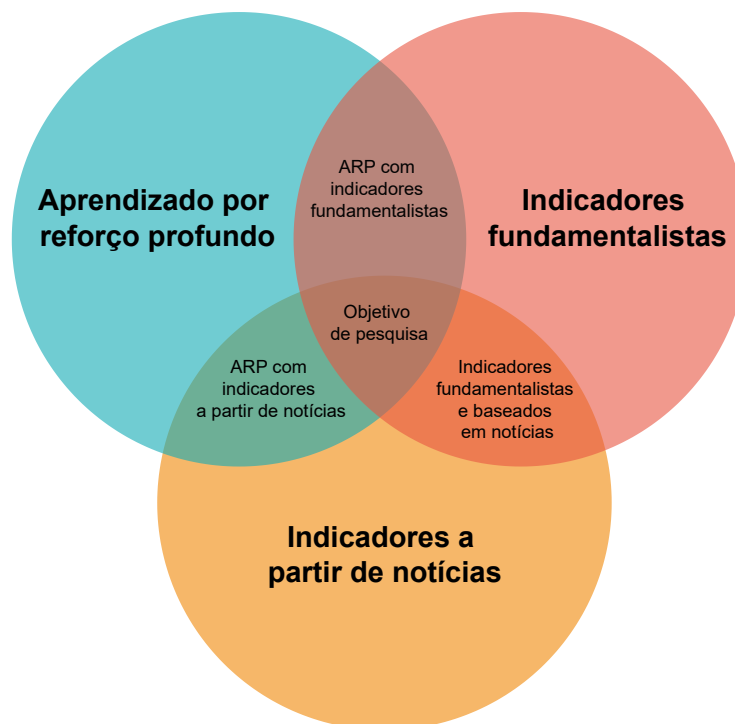 Aprendizado por
reforço profundo
ARP com
indicadores
fundamentalistas
Indicadores
fundamentalistas
Objetivo
de pesquisa
ARP com
indicadores
a partir de notícias
Indicadores
fundamentalistas
e baseados
em notícias
Indicadores a
partir de notícias